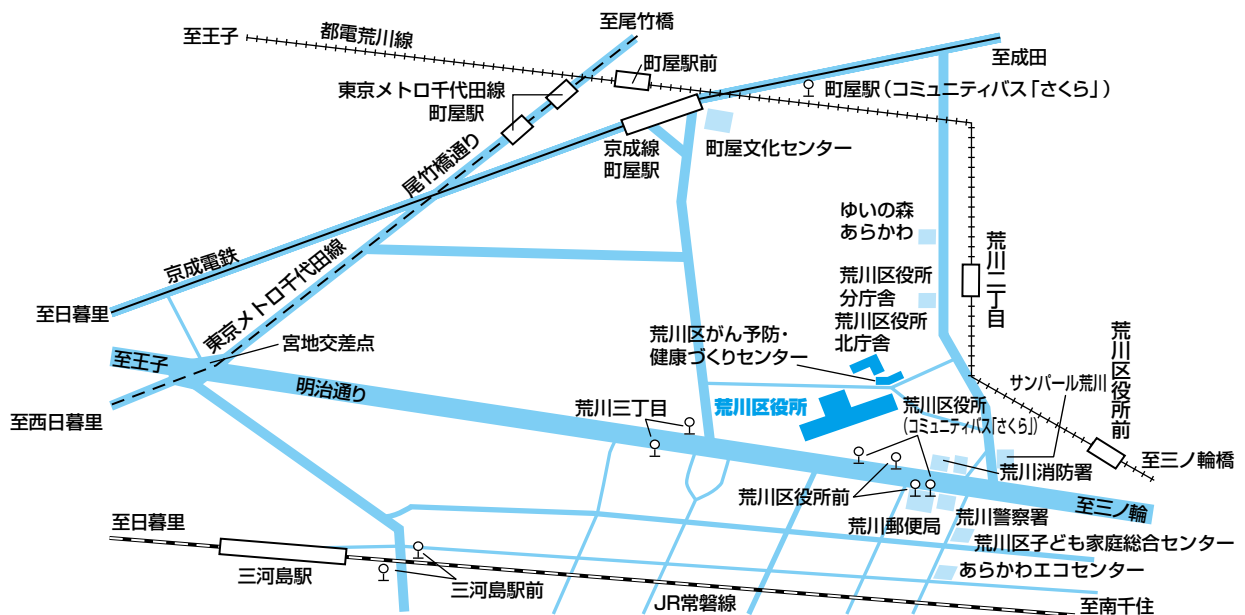 至尾竹橋
至王子
都電荒川線
町屋駅前
至成田
東京メトロ千代田線
町屋駅
町屋駅(コミュニティバス「さくら」)
京成線
町屋駅
町屋文化センター
尾竹橋通り
ゆいの森
あらかわ
荒川二丁目
京成電鉄
東京メトロ千代田線
荒川区役所
分庁舎
至日暮里
荒川区役所
北庁舎
荒川区がん予防・
健康づくりセンター
宮地交差点
荒川区役所前
至王子
明治通り
サンパール荒川
荒川三丁目
荒川区役所
荒川区役所
(コミュニティバス「さくら」)
至西日暮里
荒川消防署
至三ノ輪橋
荒川区役所前
至三ノ輪
至日暮里
荒川郵便局
荒川警察署
荒川区子ども家庭総合センター
三河島駅
三河島駅前
あらかわエコセンター
JR常磐線
至南千住